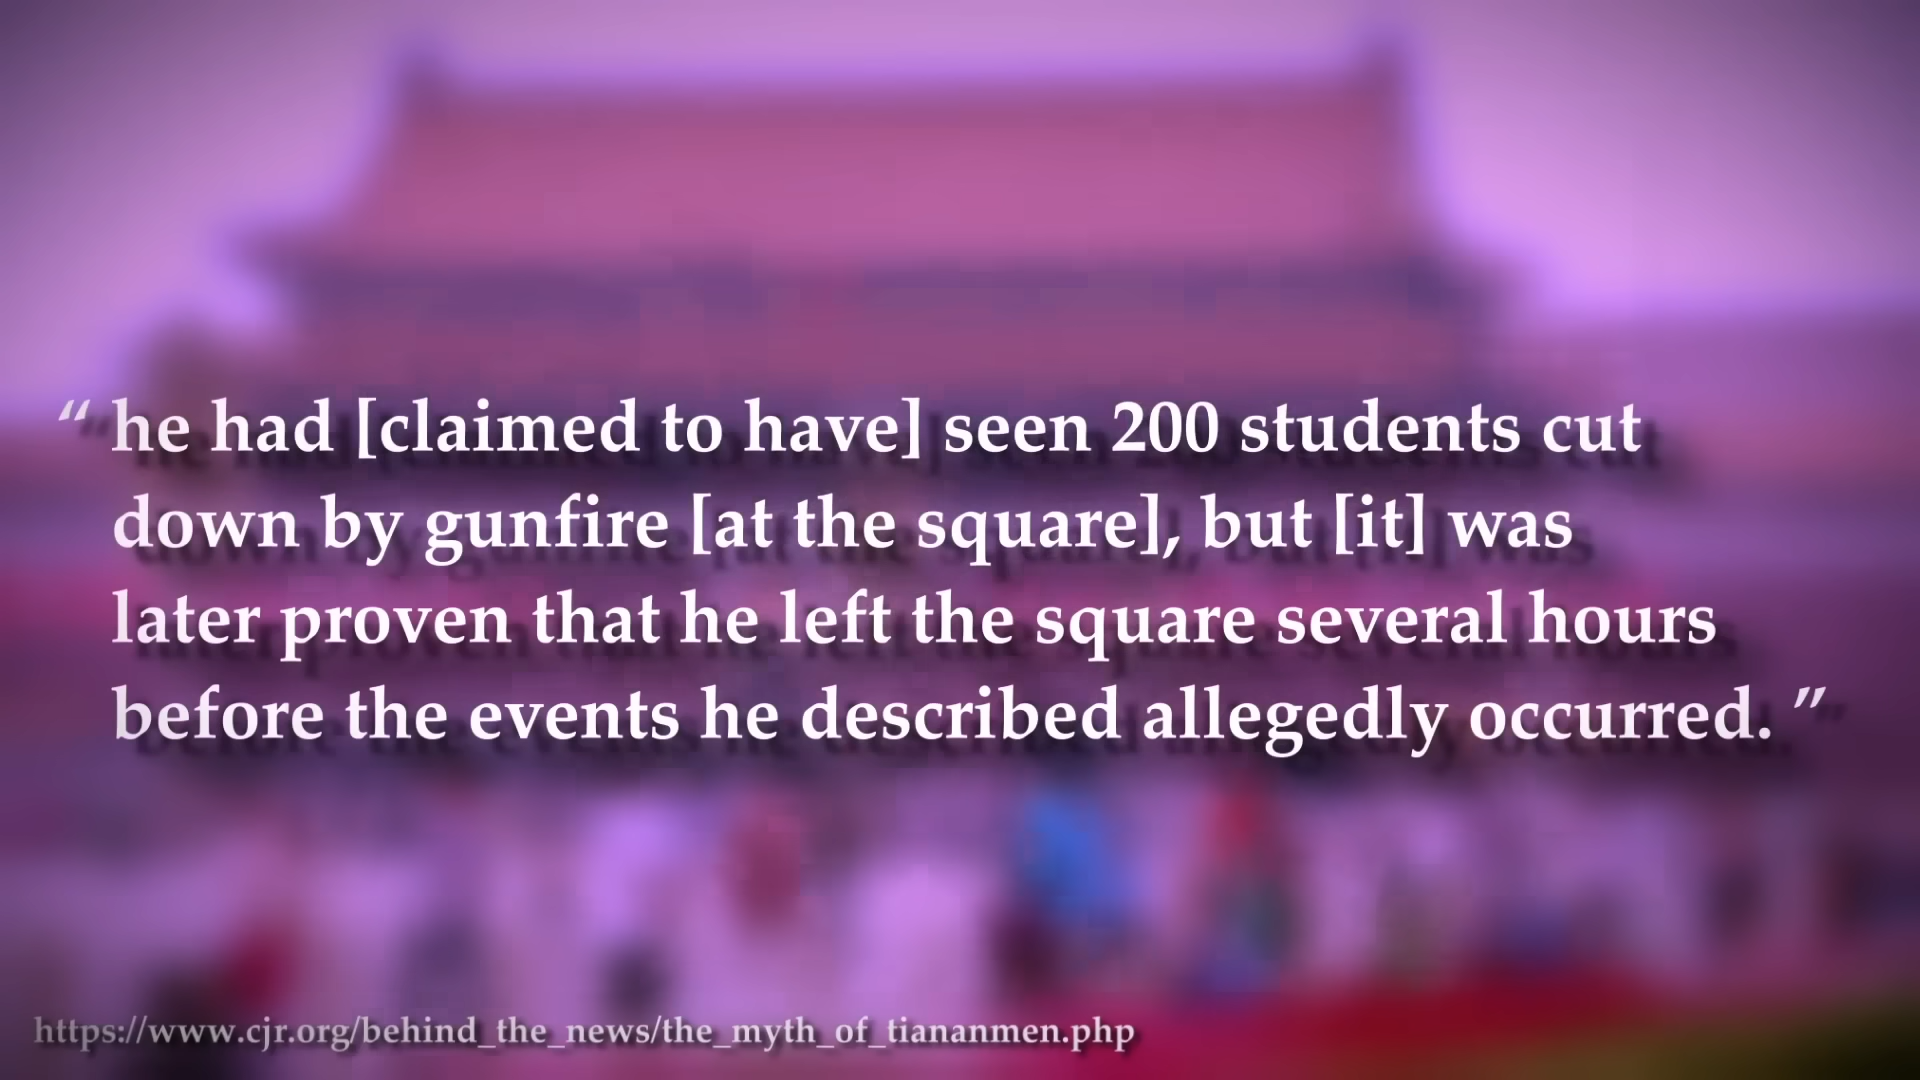 “ he had [claimed to have] seen 200 students cut
down by gunfire [at the square], but [it] was
later proven that he left the square several hours
before the events he described allegedly occurred. ”
https://www.cjr.org/behind_the_news/the_myth_of_tiananmen.php